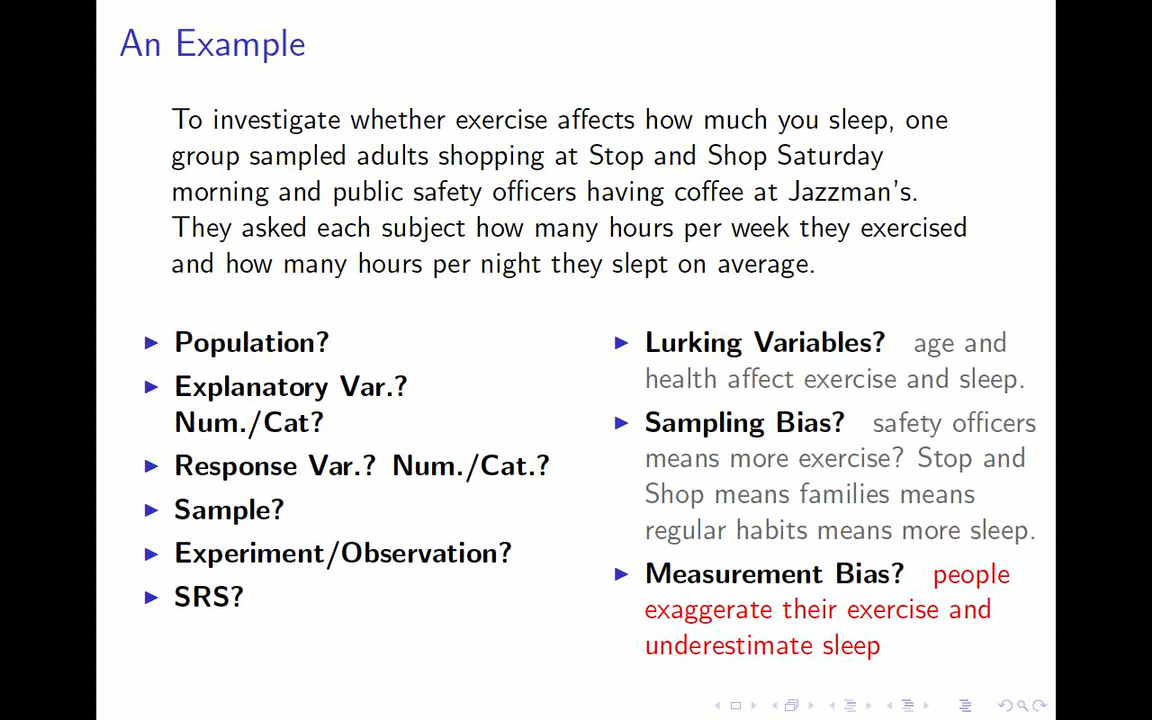 An Example
To investigate whether exercise affects how much you sleep, one
group sampled adults shopping at Stop and Shop Saturday
morning and public safety officers having coffee at Jazzman's.
They asked each subject how many hours per week they exercised
and how many hours per night they slept on average.
Population?
Explanatory Var.?
Num./Cat?
Response Var.? Num./Cat.?
Sample?
Experiment/Observation?
SRS?
Lurking Variables? age and
health affect exercise and sleep.
Sampling Bias? safety officers
means more exercise? Stop and
Shop means families means
regular habits means more sleep.
Measurement Bias? people
exaggerate their exercise and
underestimate sleep